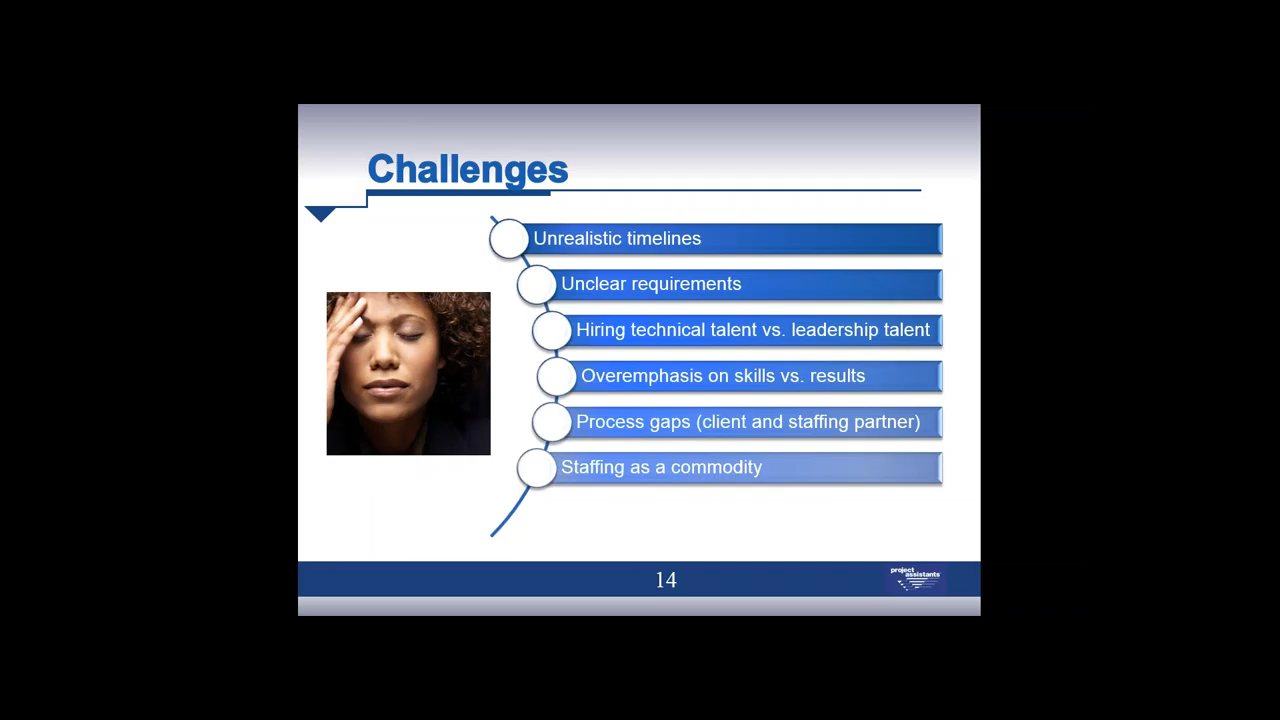 Challenges
Unrealistic timelines
Unclear requirements
Hiring technical talent vs. leadership talent
Overemphasis on skills vs. results
Process gaps (client and staffing partner)
Staffing as a commodity
14
project
assistants